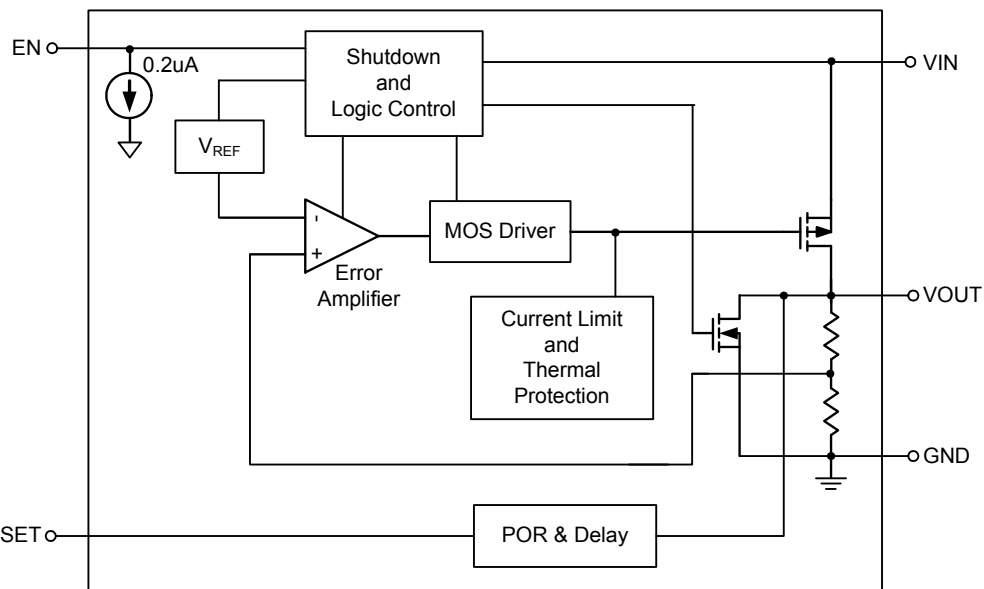 EN
0.2uA
Shutdown
and
Logic Control
VIN
VREF
-
+
MOS Driver
Error
Amplifier
VOUT
Current Limit
and
Thermal
Protection
GND
SET
POR & Delay